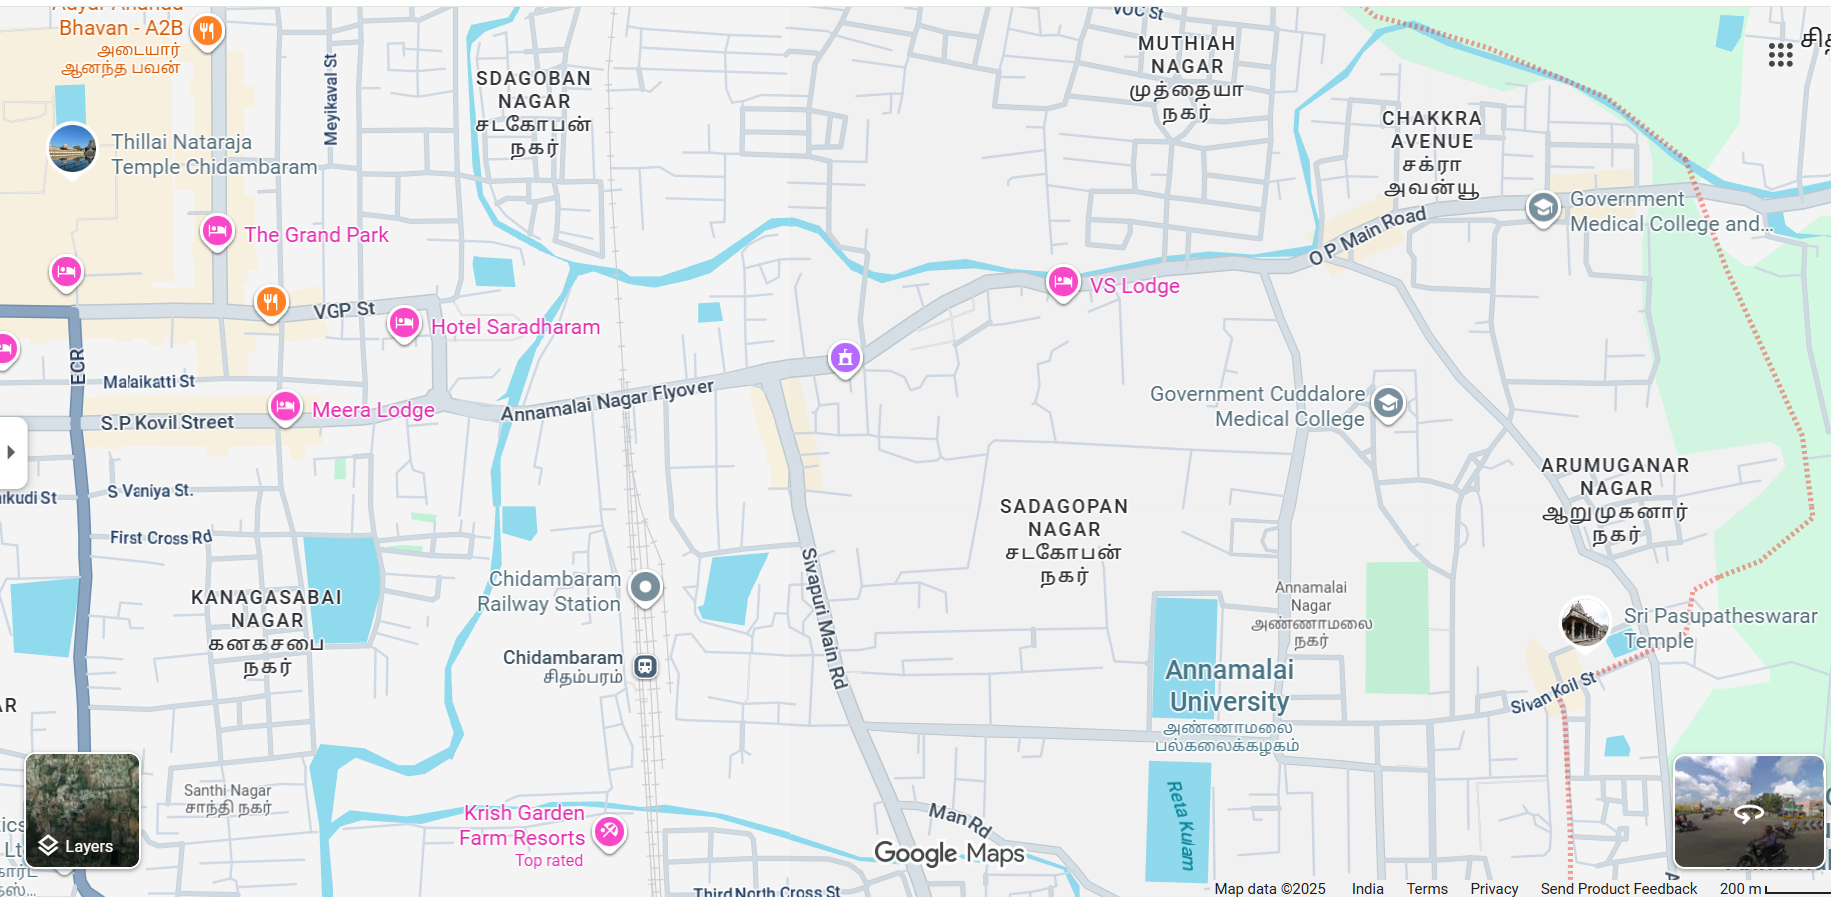 Bhavan - A2B
அடையார்
ஆனந்த பவன்
Meyikaval St
SDAGOBAN
NAGAR
சடகோபன்
நகர்
VOC St
MUTHIAH
NAGAR
முத்தையா
நகர்
CHAKKRA
AVENUE
சக்ரா
அவன்யூ
Thillai Nataraja
Temple Chidambaram
The Grand Park
Government
Medical College and...
O P Main Road
VS Lodge
VGP St
Hotel Saradharam
ECR
Malaikatti St
Meera Lodge
S.P Kovil Street
Annamalai Nagar Flyover
Government Cuddalore
Medical College
S Vaniya St.
First Cross Rd
ARUMUGANAR
NAGAR
ஆறுமுகனார்
நகர்
SADAGOPAN
NAGAR
சடகோபன்
நகர்
Sivapuri Main Rd
Chidambaram
Railway Station
Chidambaram
சிதம்பரம்
KANAGASABAI
NAGAR
கனகசபை
நகர்
Annamalai
Nagar
அண்ணாமலை
நகர்
Sri Pasupatheswarar
Temple
Annamalai
University
அண்ணாமலை
பல்கலைக்கழகம்
Sivan Koil St
Santhi Nagar
சாந்தி நகர்
Krish Garden
Farm Resorts
Top rated
Reta Kulam
Man Rd
Google Maps
Layers
Third North Cross St
Map data ©2025 India Terms Privacy Send Product Feedback 200 m